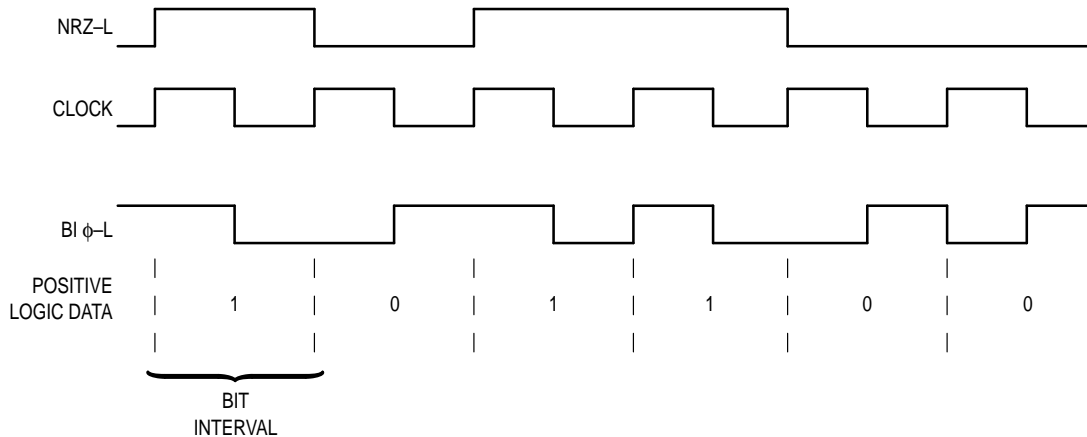 NRZ–L
CLOCK
BI ϕ–L
POSITIVE
LOGIC DATA
1 0 1 1 0 0
BIT
INTERVAL